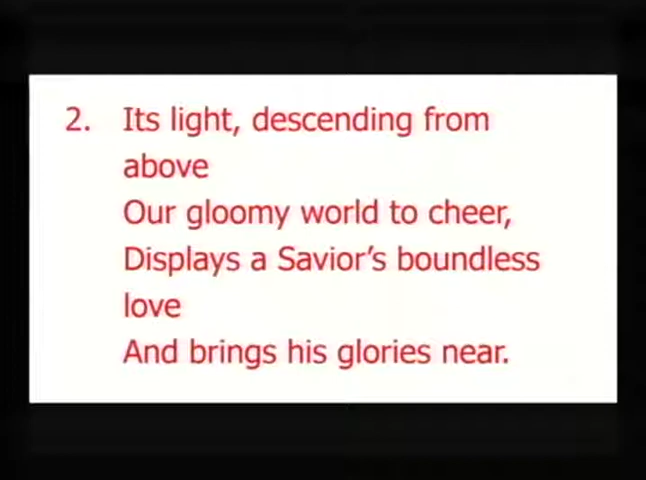 2. Its light, descending from
above
Our gloomy world to cheer,
Displays a Savior’s boundless
love
And brings his glories near.